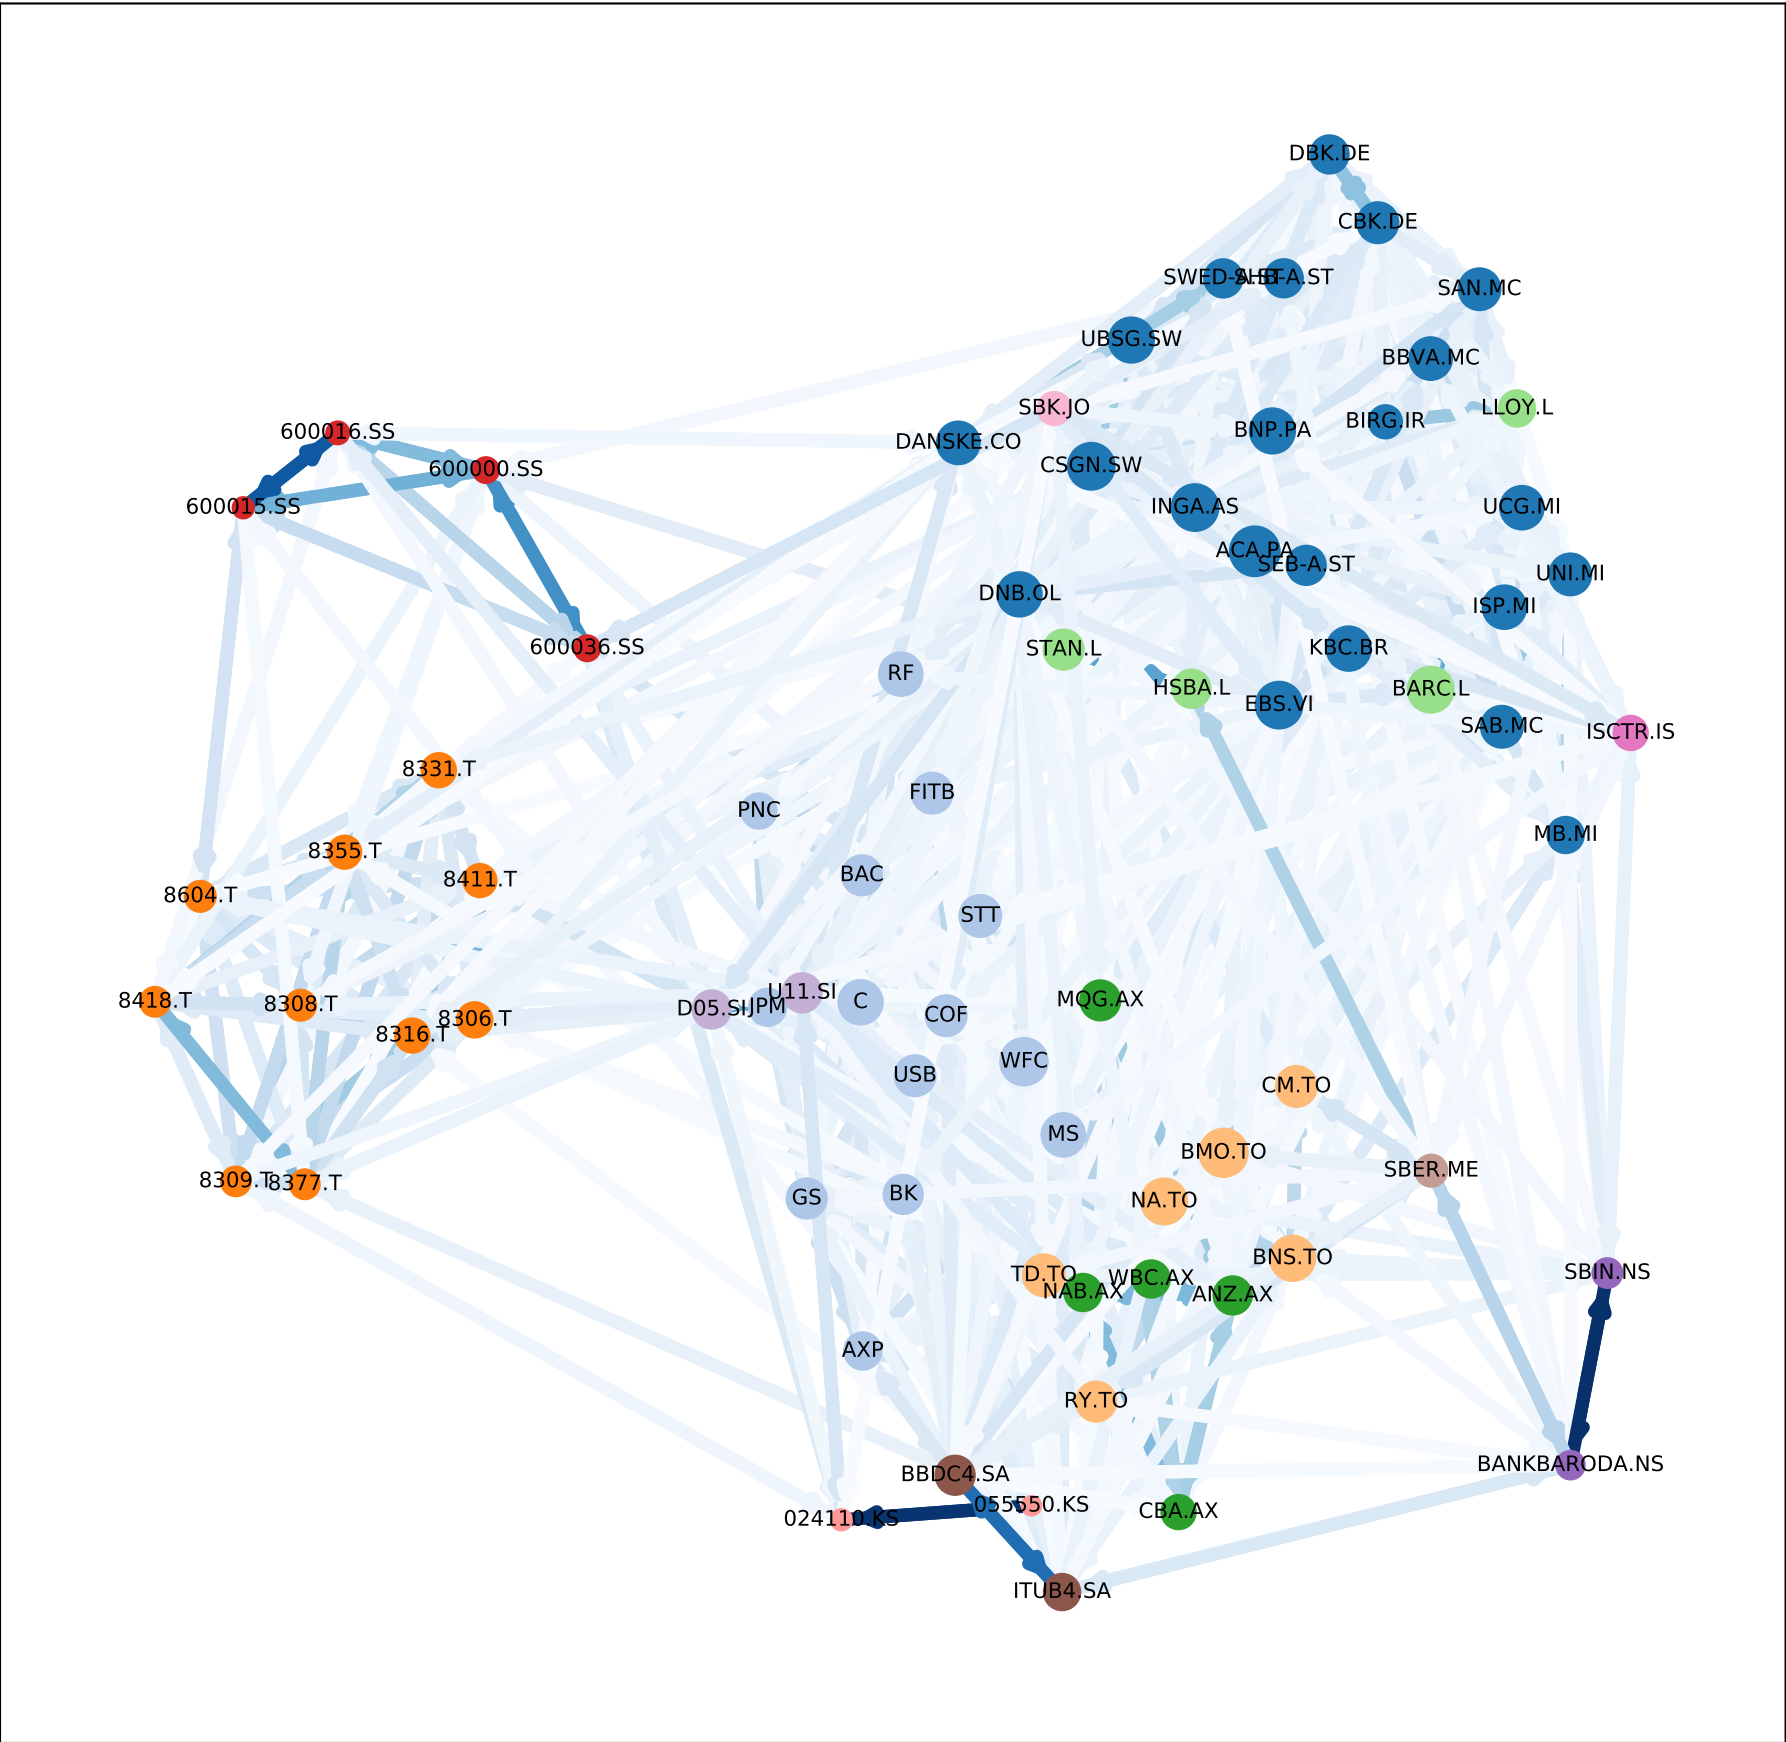 DBK.DE
CBK.DE
SWED-A.ST
SHB-A.ST
SAN.MC
UBSG.SW
BBVA.MC
SBK.JO
LLOY.L
BIRG.IR
BNP.PA
600016.SS
DANSKE.CO
CSGN.SW
600000.SS
600015.SS
INGA.AS
UCG.MI
ACA.PA
SEB-A.ST
UNI.MI
DNB.OL
ISP.MI
600036.SS
STAN.L
KBC.BR
RF
HSBA.L
BARC.L
EBS.VI
SAB.MC
ISCTR.IS
8331.T
FITB
PNC
MB.MI
8355.T
8411.T
BAC
8604.T
STT
U11.SI
MQG.AX
8418.T
8308.T
D05.SI
JPM
C
COF
8306.T
8316.T
WFC
USB
CM.TO
MS
BMO.TO
SBER.ME
8309.T
8377.T
GS
BK
NA.TO
BNS.TO
TD.TO
WBC.AX
SBIN.NS
NAB.AX
ANZ.AX
AXP
RY.TO
BBDC4.SA
BANKBARODA.NS
055550.KS
CBA.AX
024110.KS
ITUB4.SA